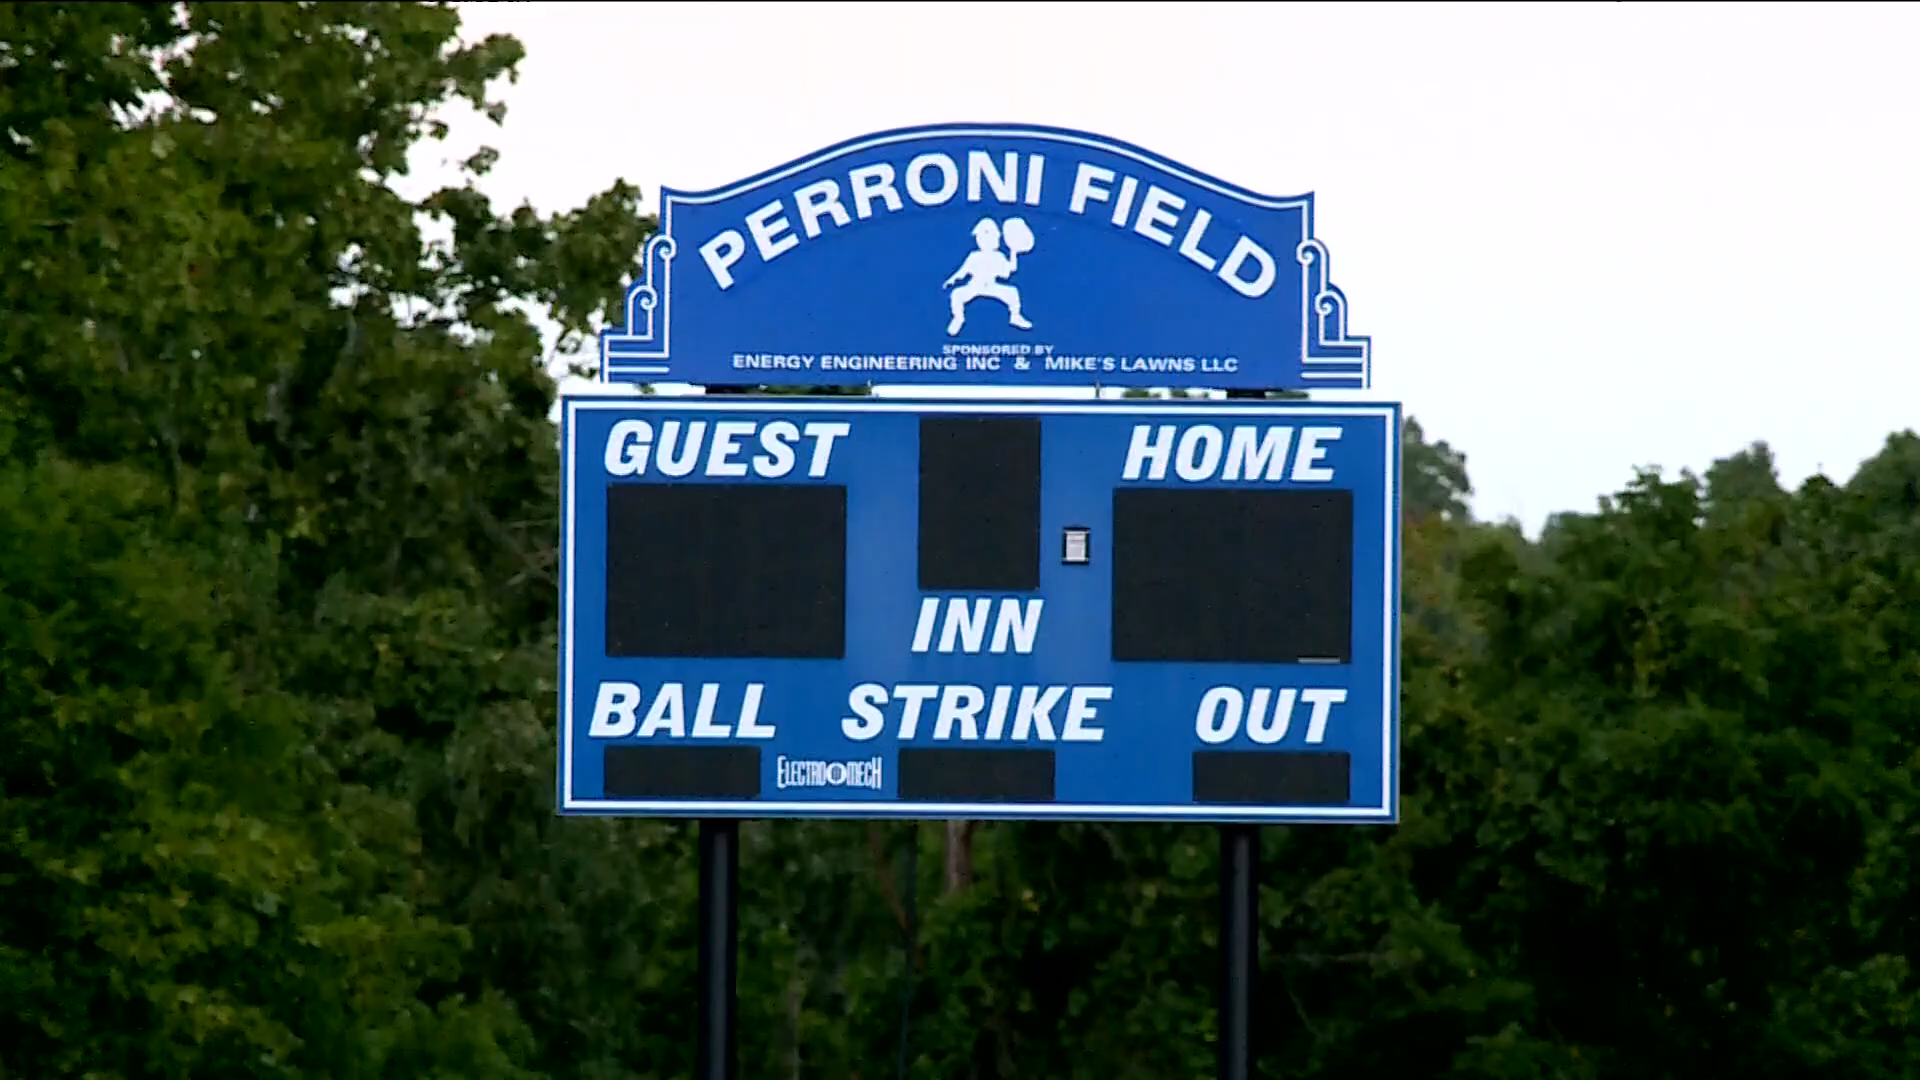 PERRONI FIELD
SPONSORED BY
ENERGY ENGINEERING INC & MIKE'S LAWNS LLC
GUEST
HOME
INN
BALL
STRIKE
OUT
ELECTRO MECH